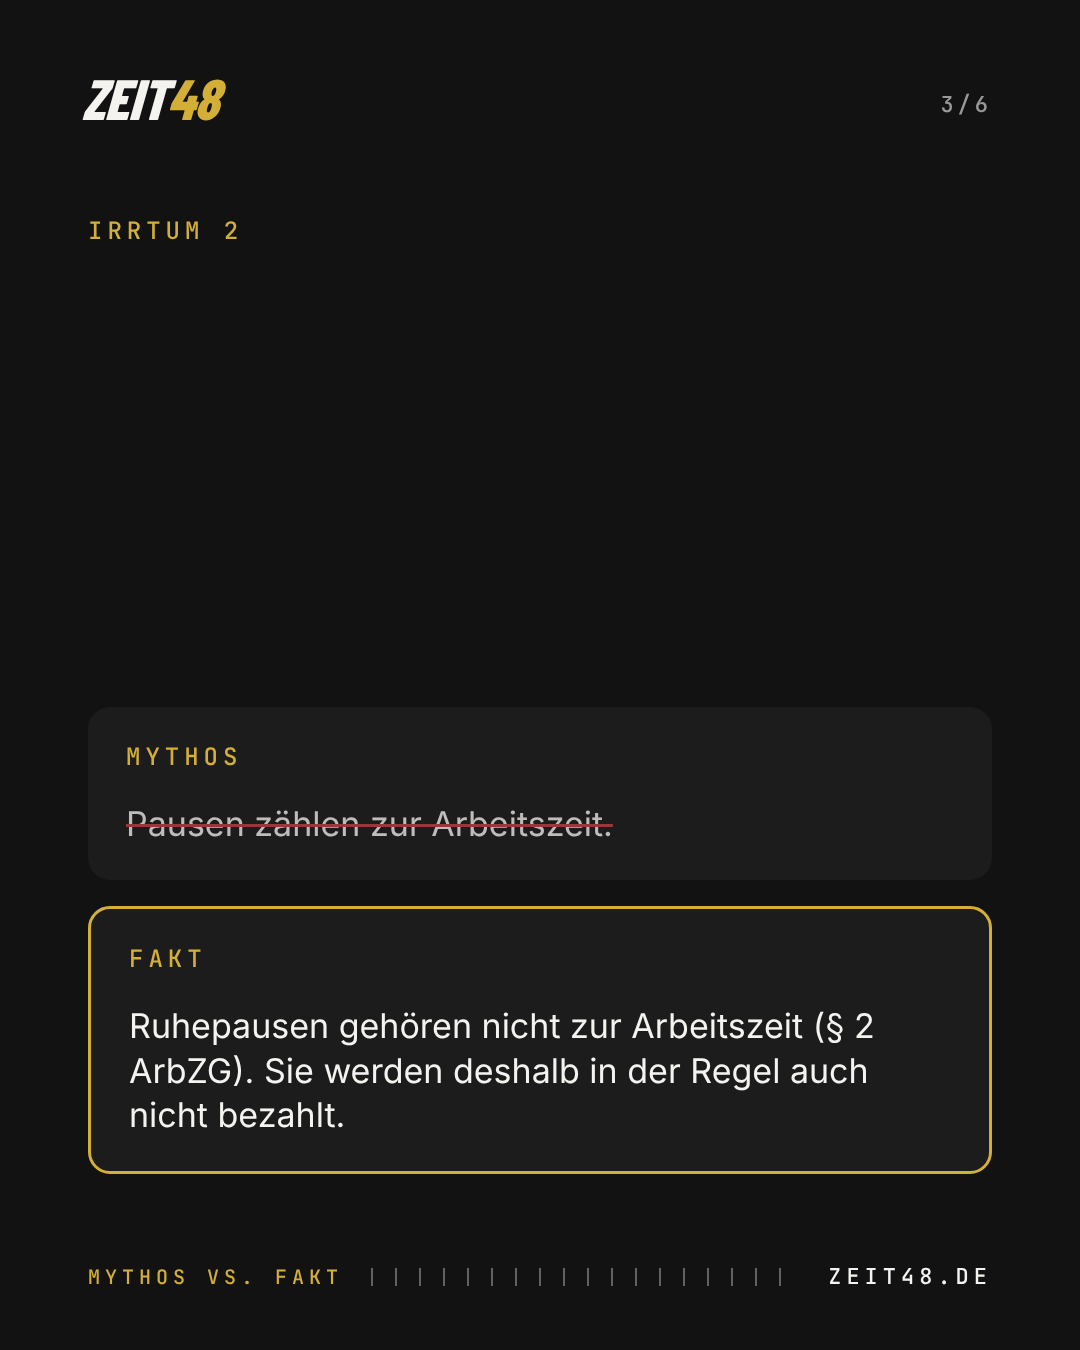 ZEIT48
3/6
IRRTUM 2
MYTHOS
Pausen zählen zur Arbeitszeit.
FAKT
Ruhepausen gehören nicht zur Arbeitszeit (§ 2
ArbZG). Sie werden deshalb in der Regel auch
nicht bezahlt.
MYTHOS VS. FAKT
ZEIT48.DE